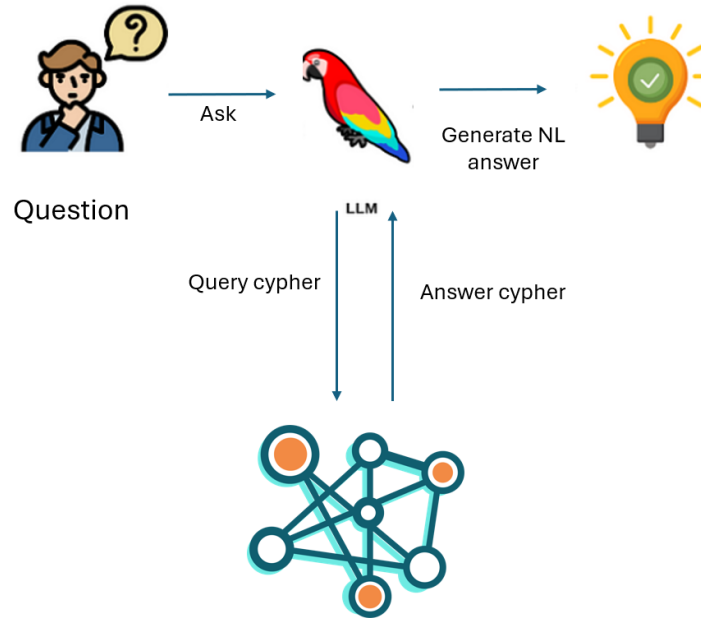 ?
Ask
Generate NL
answer
Question
LLM
Query cypher
Answer cypher